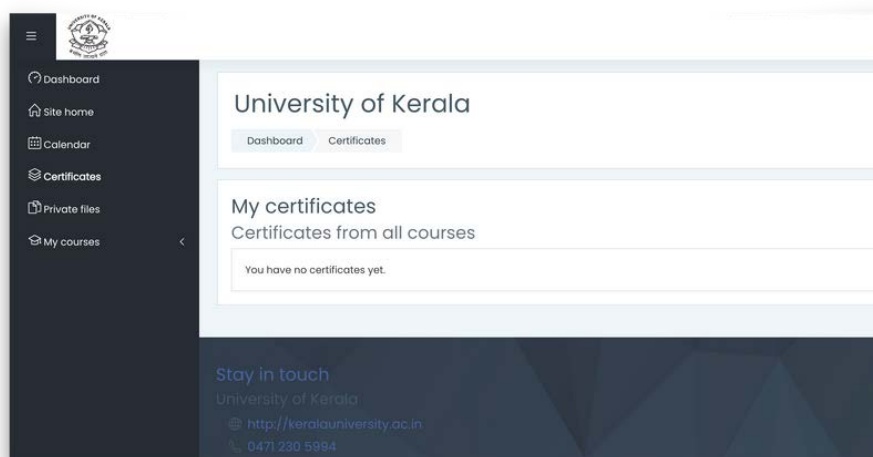 Dashboard
Site home
Calendar
Certificates
Private files
My courses
University of Kerala
Dashboard Certificates
My certificates
Certificates from all courses
You have no certificates yet.
Stay in touch
University of Kerala
http://keralauniversity.ac.in
0471 230 5994